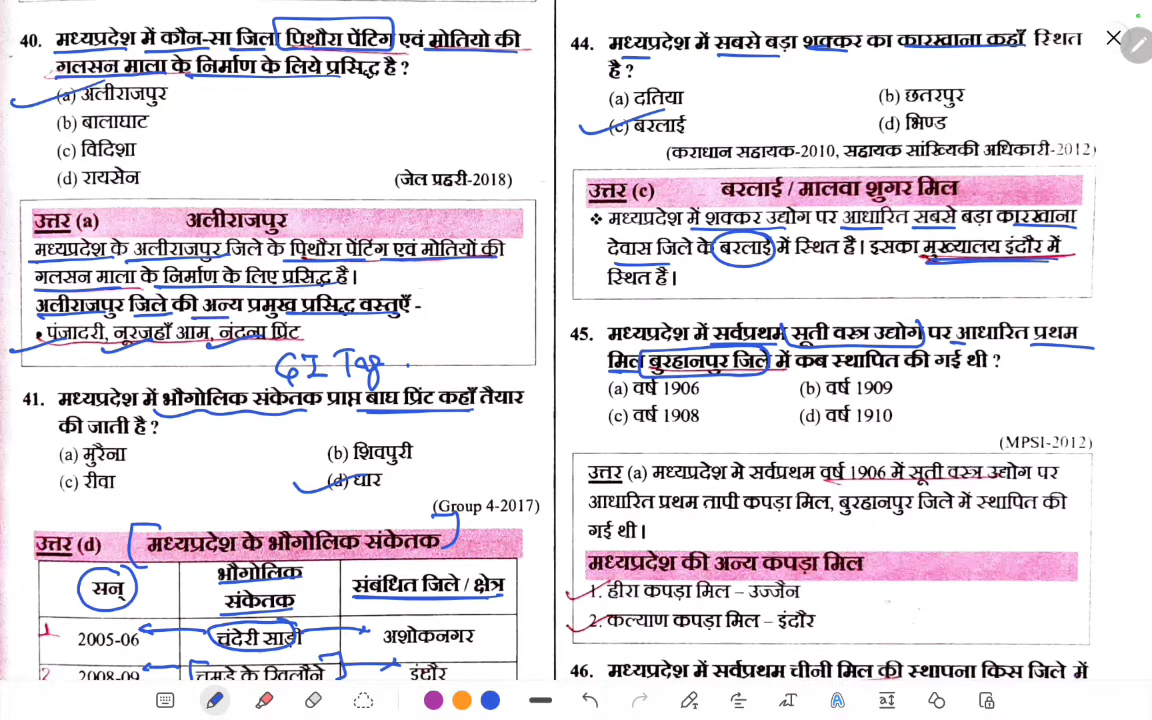 40. मध्यप्रदेश में कौन-सा जिला पिथौरा पेंटिग एवं मोतियो की
गलसन माला के निर्माण के लिये प्रसिद्ध है ?
(a) अलीराजपुर
(b) बालाघाट
(c) विदिशा
(d) रायसेन
(जेल प्रहरी-2018)
उत्तर (a) अलीराजपुर
मध्यप्रदेश के अलीराजपुर जिले के पिथौरा पेंटिंग एवं मोतियों की
गलसन माला के निर्माण के लिए प्रसिद्ध है।
अलीराजपुर जिले की अन्य प्रमुख प्रसिद्ध वस्तुएँ -
• पंजादरी, नूरजहाँ आम, नंदना प्रिंट
GI Tag .
41. मध्यप्रदेश में भौगोलिक संकेतक प्राप्त बाघ प्रिंट कहाँ तैयार
की जाती है ?
(a) मुरैना
(b) शिवपुरी
(c) रीवा
(d) धार
(Group 4-2017)
उत्तर (d) मध्यप्रदेश के भौगोलिक संकेतक
सन् भौगोलिक संकेतक संबंधित जिले / क्षेत्र
1 2005-06 चंदेरी साड़ी अशोकनगर
2 2008-09 चमड़े के खिलौने इंदौर
44. मध्यप्रदेश में सबसे बड़ा शक्कर का कारखाना कहाँ स्थित
है ?
(a) दतिया
(b) छतरपुर
(c) बरलाई
(d) भिण्ड
(कराधान सहायक-2010, सहायक सांख्यिकी अधिकारी-2012)
उत्तर (c) बरलाई / मालवा शुगर मिल
❖ मध्यप्रदेश में शक्कर उद्योग पर आधारित सबसे बड़ा कारखाना
देवास जिले के बरलाई में स्थित है। इसका मुख्यालय इंदौर में
स्थित है।
45. मध्यप्रदेश में सर्वप्रथम सूती वस्त्र उद्योग पर आधारित प्रथम
मिल बुरहानपुर जिले में कब स्थापित की गई थी ?
(a) वर्ष 1906
(b) वर्ष 1909
(c) वर्ष 1908
(d) वर्ष 1910
(MPSI-2012)
उत्तर (a) मध्यप्रदेश मे सर्वप्रथम वर्ष 1906 में सूती वस्त्र उद्योग पर
आधारित प्रथम तापी कपड़ा मिल, बुरहानपुर जिले में स्थापित की
गई थी।
मध्यप्रदेश की अन्य कपड़ा मिल
1. हीरा कपड़ा मिल – उज्जैन
2. कल्याण कपड़ा मिल – इंदौर
46. मध्यप्रदेश में सर्वप्रथम चीनी मिल की स्थापना किस जिले में